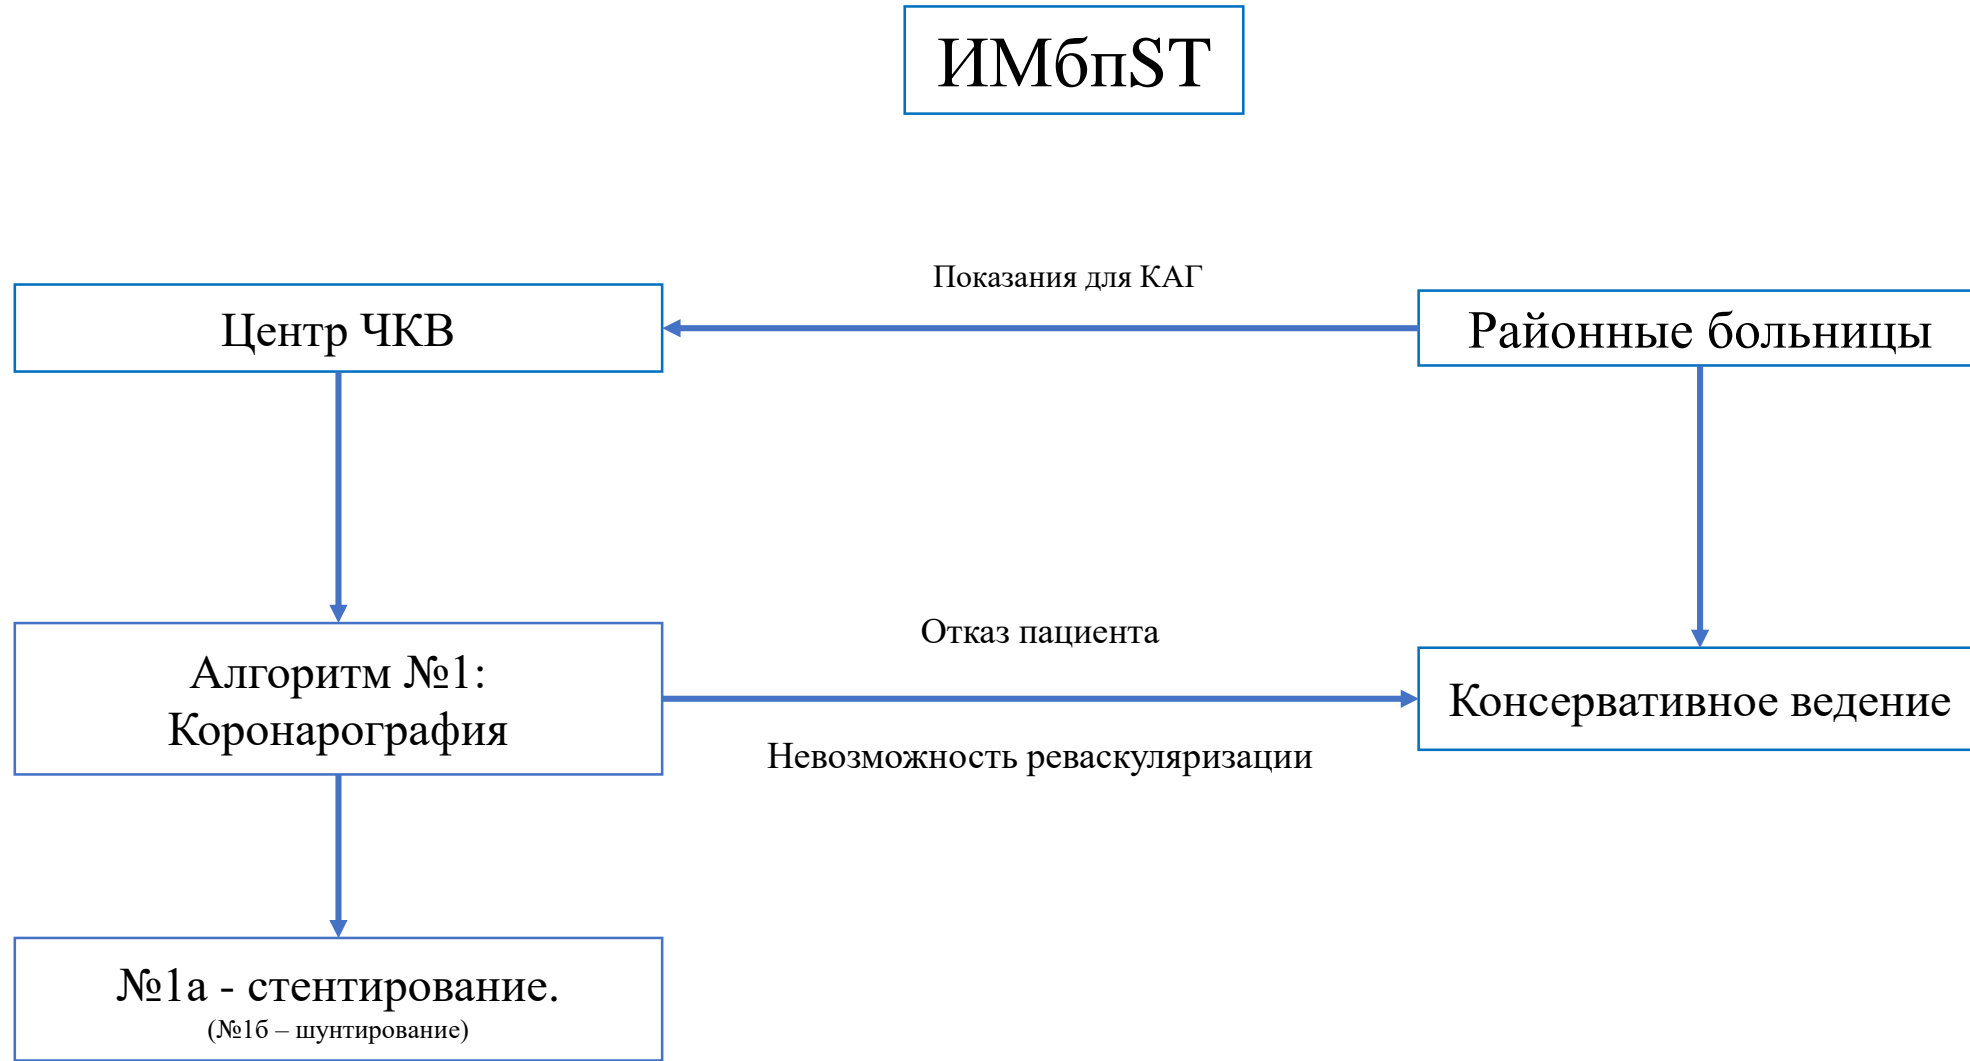 ИМбпST
Показания для КАГ
Центр ЧКВ
Районные больницы
Отказ пациента
Алгоритм №1:
Коронарография
Консервативное ведение
Невозможность реваскуляризации
№1а - стентирование.
(№1б – шунтирование)